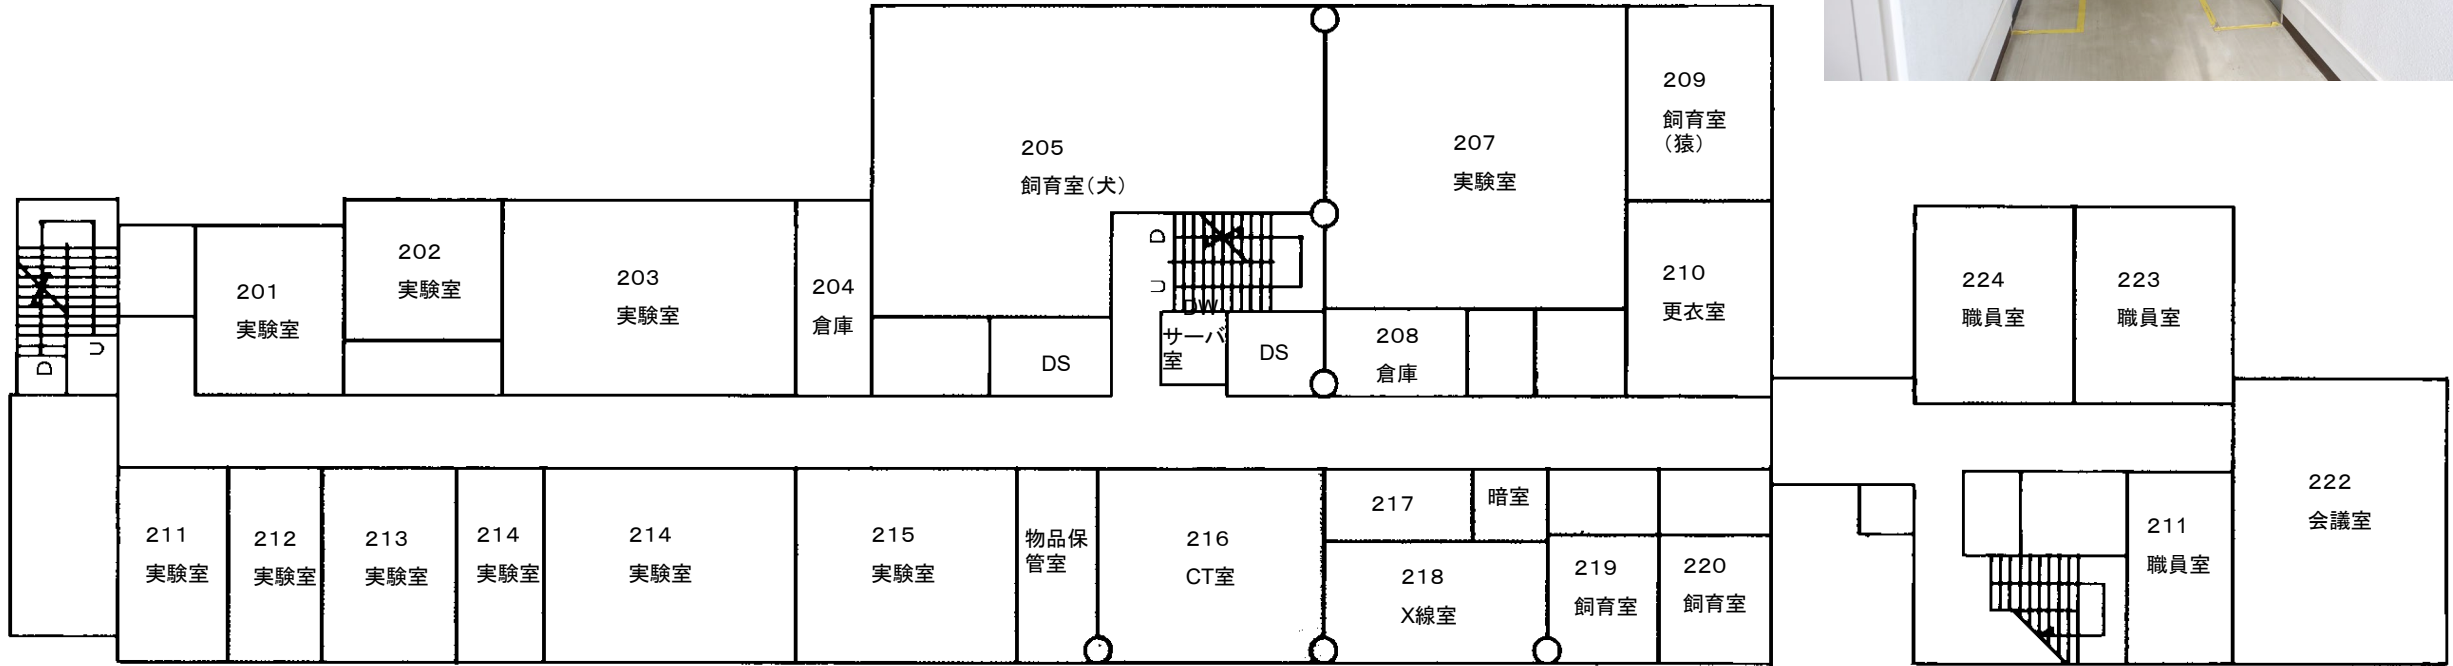 209
飼育室
（猿）
205
飼育室（犬）
207
実験室
202
実験室
203
実験室
201
実験室
204
倉庫
D
U
DW
サーバ
室
DS
DS
208
倉庫
210
更衣室
224
職員室
223
職員室
U
D
211
実験室
212
実験室
213
実験室
214
実験室
214
実験室
215
実験室
物品保
管室
216
CT室
217
暗室
218
X線室
219
飼育室
220
飼育室
211
職員室
222
会議室